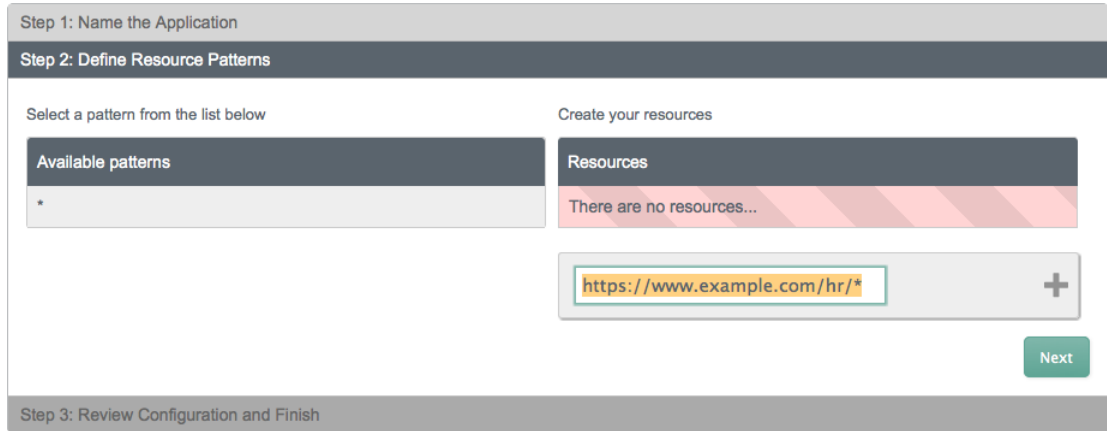 Step 1: Name the Application
Step 2: Define Resource Patterns
Select a pattern from the list below
Available patterns
*
Create your resources
Resources
There are no resources...
https://www.example.com/hr/*
Next
Step 3: Review Configuration and Finish